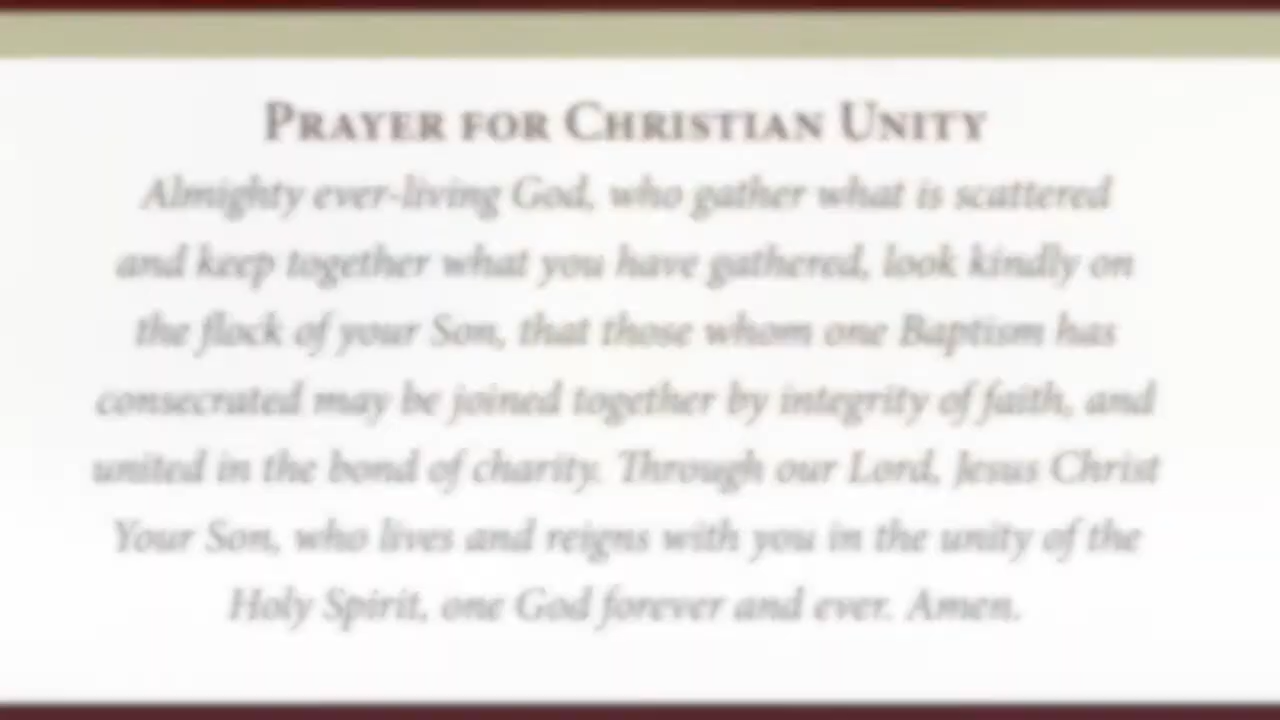 Prayer for Christian Unity
Almighty ever-living God, who gather what is scattered
and keep together what you have gathered, look kindly on
the flock of your Son, that those whom one Baptism has
consecrated may be joined together by integrity of faith, and
united in the bond of charity. Through our Lord, Jesus Christ
Your Son, who lives and reigns with you in the unity of the
Holy Spirit, one God forever and ever. Amen.